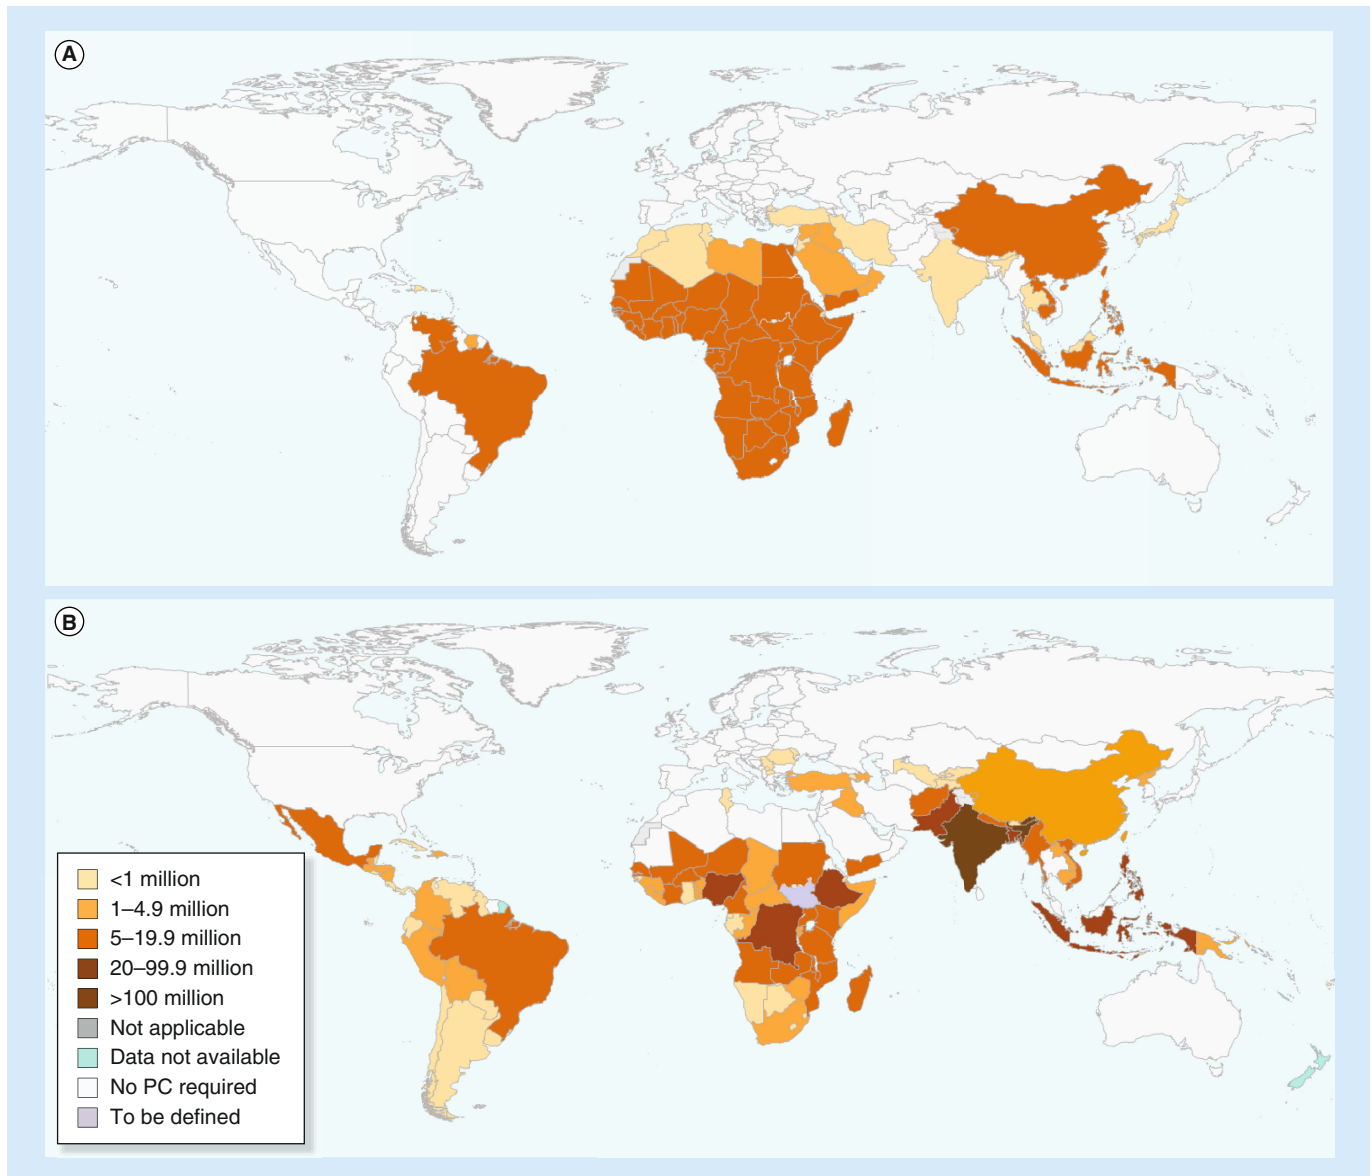 A
B
<1 million
1–4.9 million
5–19.9 million
20–99.9 million
>100 million
Not applicable
Data not available
No PC required
To be defined